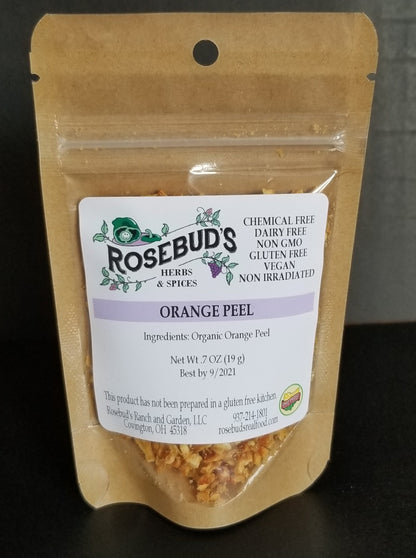 ROSEBUD'S
HERBS
& SPICES
CHEMICAL FREE
DAIRY FREE
NON GMO
GLUTEN FREE
VEGAN
NON IRRADIATED
ORANGE PEEL
Ingredients: Organic Orange Peel
Net Wt .7 OZ (19 g)
Best by 9/2021
This product has not been prepared in a gluten free kitchen
Rosebud's Ranch and Garden, LLC
Covington, OH 45318
937-214-1801
rosebudsrealfood.com